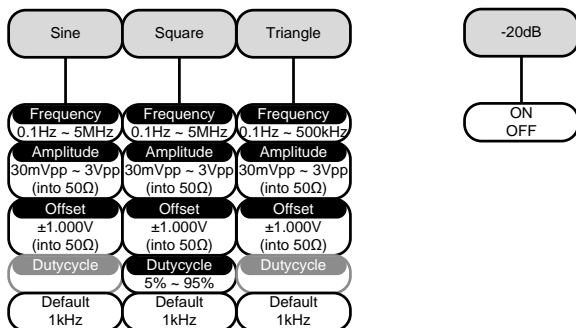 Sine
Square
Triangle
-20dB
Frequency
0.1Hz ~ 5MHz
Frequency
0.1Hz ~ 5MHz
Frequency
0.1Hz ~ 500kHz
ON
OFF
Amplitude
30mVpp ~ 3Vpp
(into 50Ω)
Amplitude
30mVpp ~ 3Vpp
(into 50Ω)
Amplitude
30mVpp ~ 3Vpp
(into 50Ω)
Offset
±1.000V
(into 50Ω)
Offset
±1.000V
(into 50Ω)
Offset
±1.000V
(into 50Ω)
Dutycycle
Dutycycle
5% ~ 95%
Dutycycle
Default
1kHz
Default
1kHz
Default
1kHz